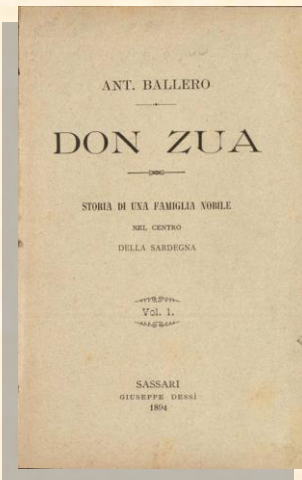 ANT. BALLERO
DON ZUA
STORIA DI UNA FAMIGLIA NOBILE
NEL CENTRO
DELLA SARDEGNA
Vol. 1.
SASSARI
GIUSEPPE DESSÌ
1894